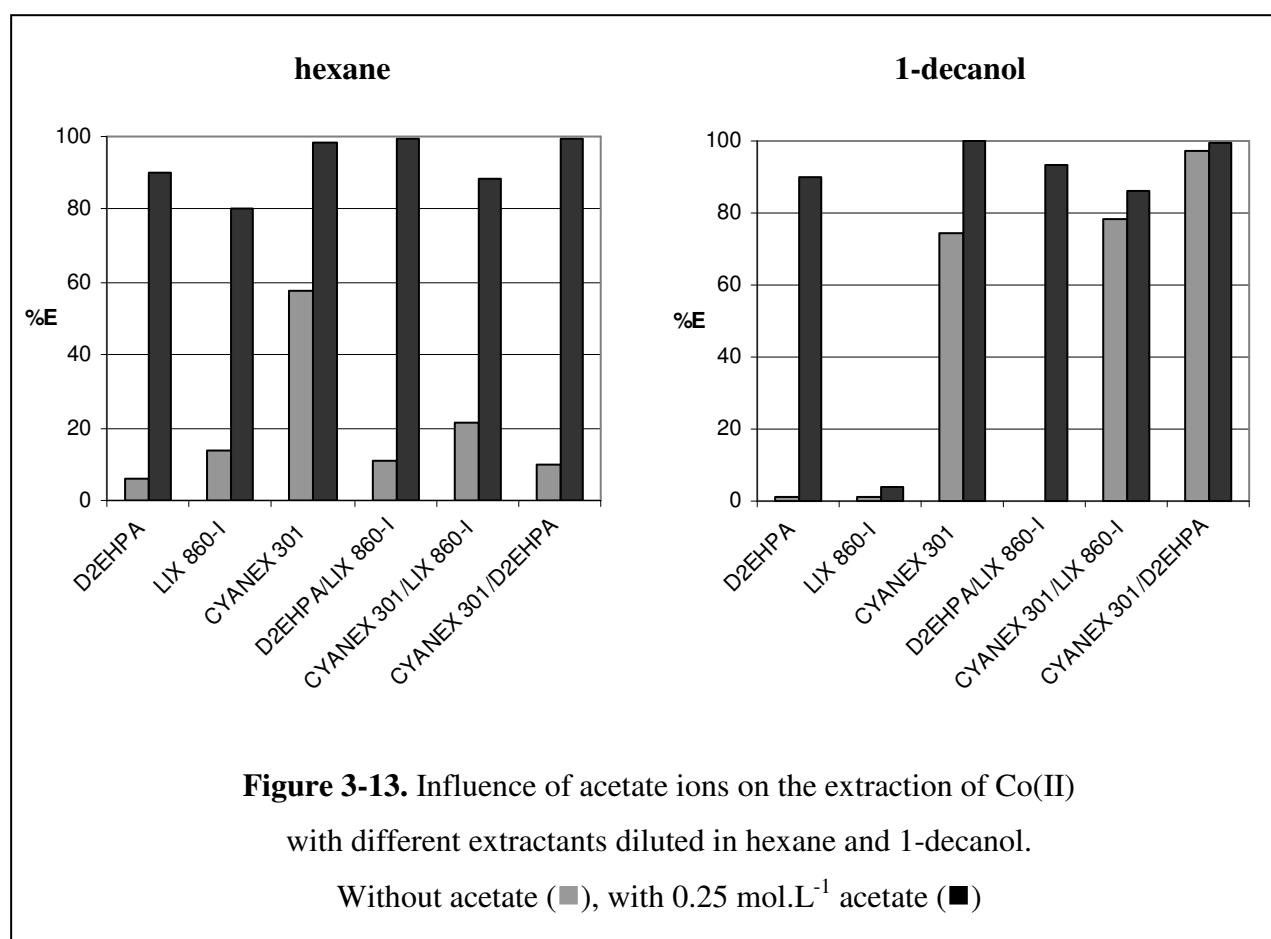 hexane
100
80
60
%E
40
20
0
D2EHPA
LIX 860-I
CYANEX 301
D2EHPA/LIX 860-I
CYANEX 301/LIX 860-I
CYANEX 301/D2EHPA
1-decanol
100
80
60
%E
40
20
0
D2EHPA
LIX 860-I
CYANEX 301
D2EHPA/LIX 860-I
CYANEX 301/LIX 860-I
CYANEX 301/D2EHPA
Figure 3-13. Influence of acetate ions on the extraction of Co(II)
with different extractants diluted in hexane and 1-decanol.
Without acetate (■), with 0.25 mol.L⁻¹ acetate (■)